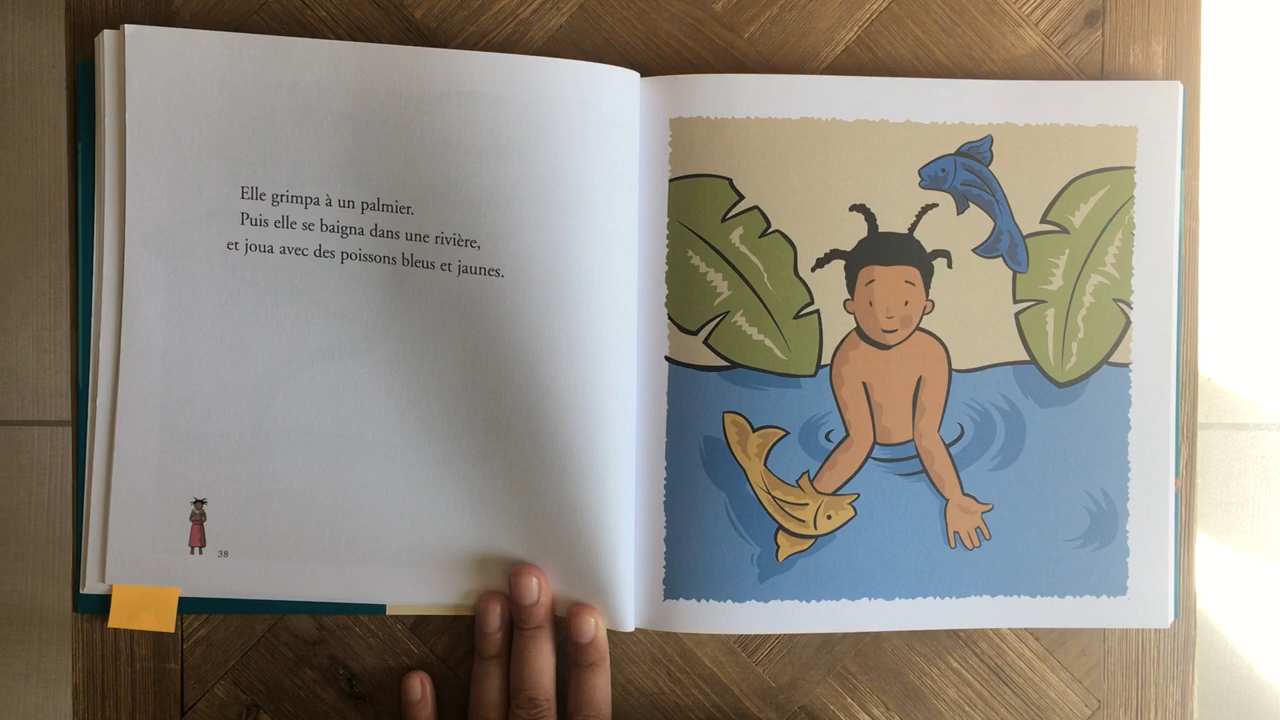 Elle grimpa à un palmier.
Puis elle se baigna dans une rivière,
et joua avec des poissons bleus et jaunes.
38